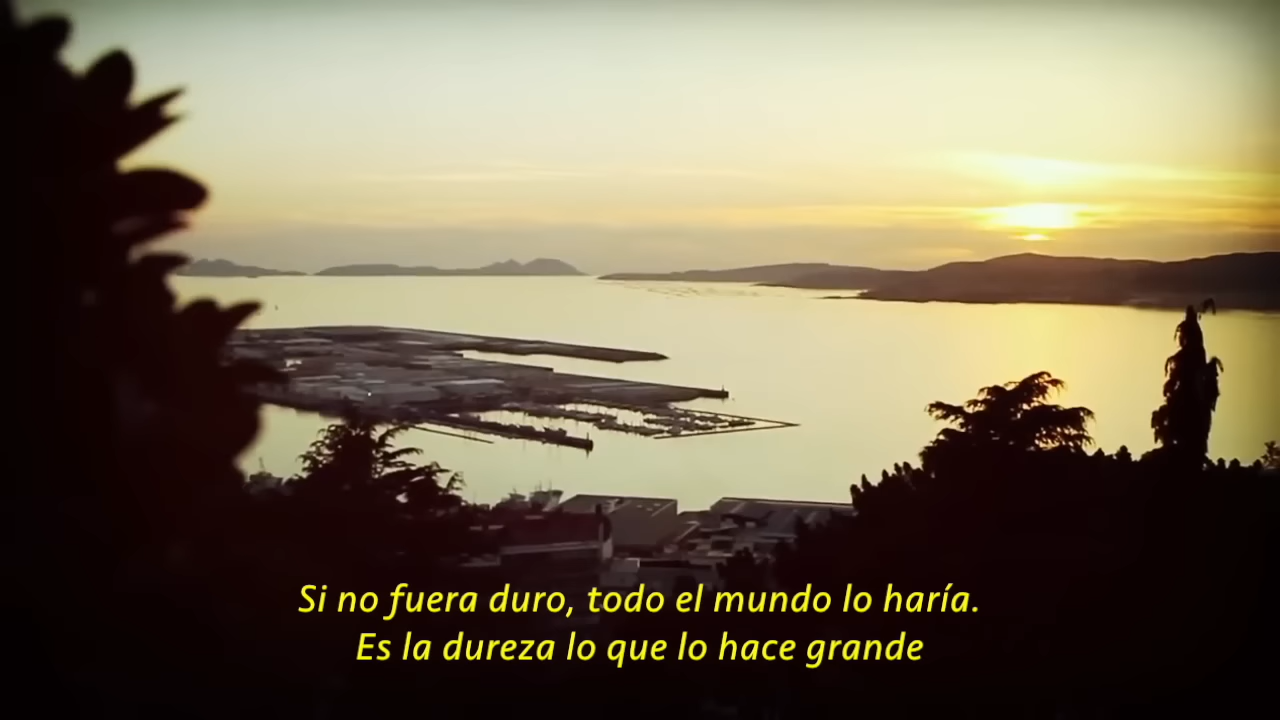 Si no fuera duro, todo el mundo lo haría.
Es la dureza lo que lo hace grande